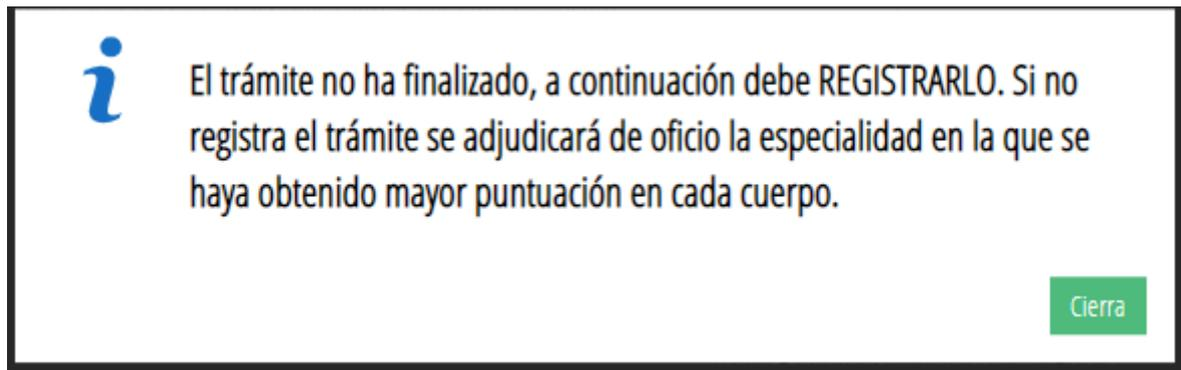 El trámite no ha finalizado, a continuación debe REGISTRARLO. Si no
registra el trámite se adjudicará de oficio la especialidad en la que se
haya obtenido mayor puntuación en cada cuerpo.
Cierra